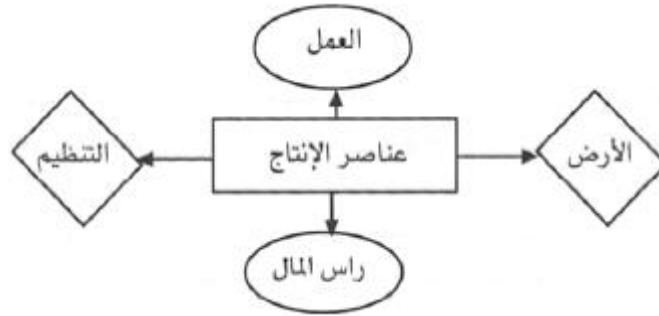 العمل
الأرض
عناصر الإنتاج
التنظيم
راس المال